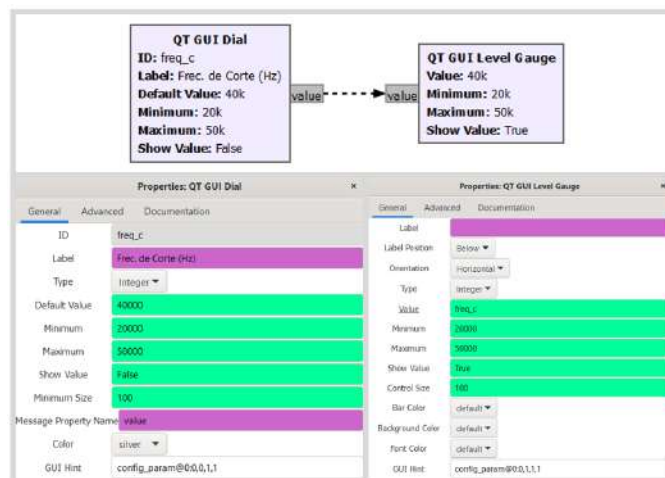 QT GUI Dial
ID: freq_c
Label: Frec. de Corte (Hz)
Default Value: 40k
Minimum: 20k
Maximum: 50k
Show Value: False
value
value
QT GUI Level Gauge
Value: 40k
Minimum: 20k
Maximum: 50k
Show Value: True
Properties: QT GUI Dial ×
General Advanced Documentation
ID freq_c
Label Frec. de Corte (Hz)
Type Integer
Default Value 40000
Minimum 20000
Maximum 50000
Show Value False
Minimum Size 100
Message Property Name value
Color silver
GUI Hint config_param@0:0,0,1,1
Properties: QT GUI Level Gauge ×
General Advanced Documentation
Label
Label Position Below
Orientation Horizontal
Type Integer
Value freq_c
Minimum 20000
Maximum 50000
Show Value True
Control Size 100
Bar Color default
Background Color default
Font Color default
GUI Hint config_param@0:0,1,1,1